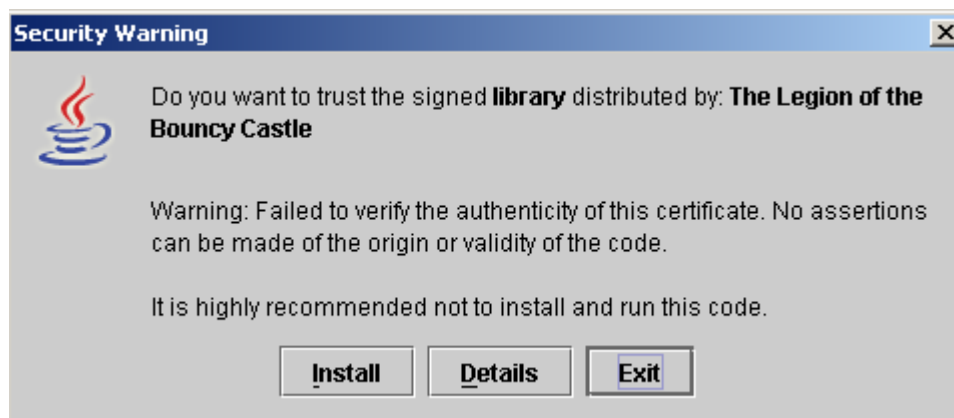 Security Warning
Do you want to trust the signed library distributed by: The Legion of the
Bouncy Castle
Warning: Failed to verify the authenticity of this certificate. No assertions
can be made of the origin or validity of the code.
It is highly recommended not to install and run this code.
Install Details Exit